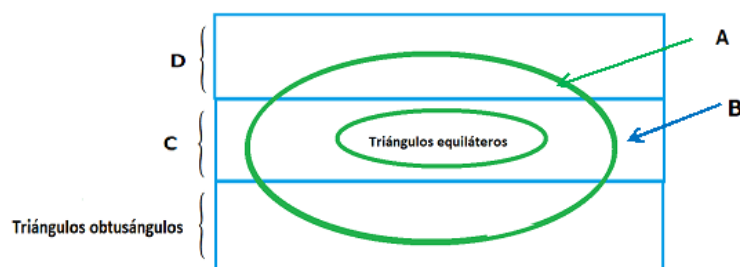 A
D
B
C
Triángulos equiláteros
Triángulos obtusángulos